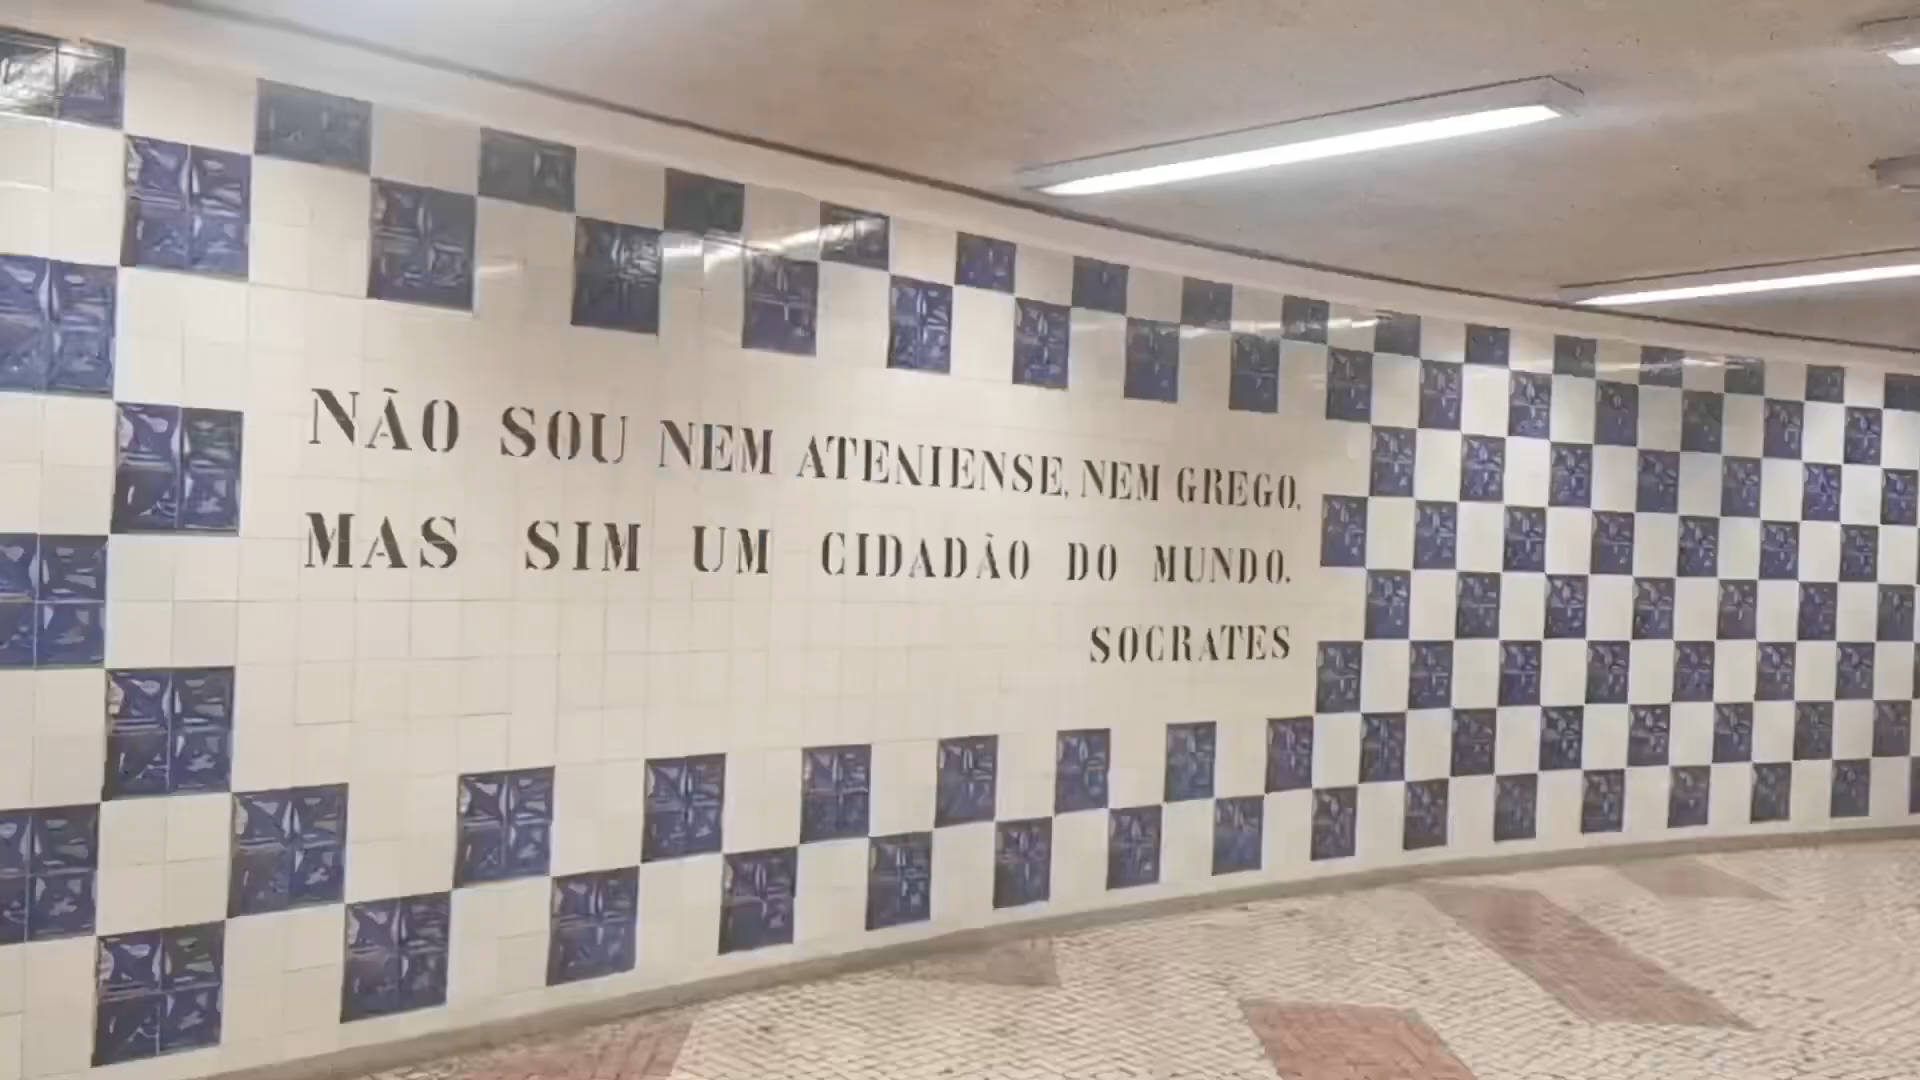 NÃO SOU NEM ATENIENSE, NEM GREGO,
MAS SIM UM CIDADÃO DO MUNDO.
SOCRATES